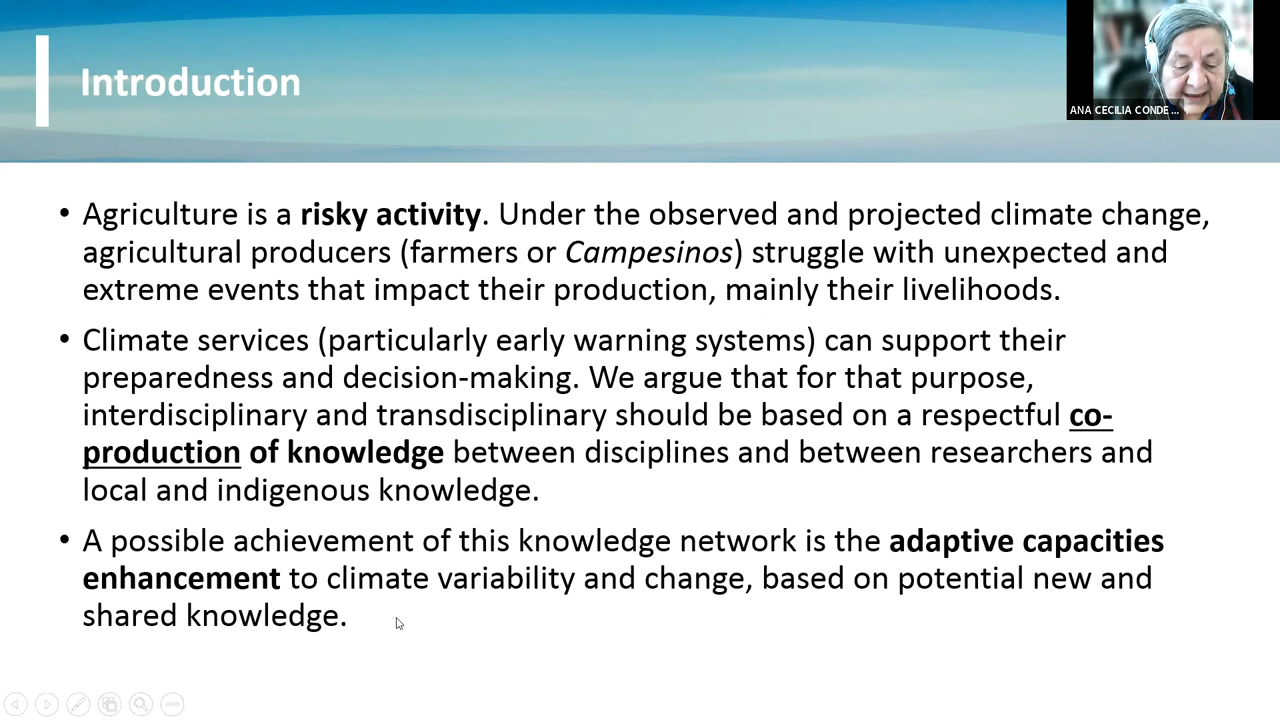 Introduction
ANA CECILIA CONDE ...
• Agriculture is a risky activity. Under the observed and projected climate change,
agricultural producers (farmers or Campesinos) struggle with unexpected and
extreme events that impact their production, mainly their livelihoods.
• Climate services (particularly early warning systems) can support their
preparedness and decision-making. We argue that for that purpose,
interdisciplinary and transdisciplinary should be based on a respectful co-
production of knowledge between disciplines and between researchers and
local and indigenous knowledge.
• A possible achievement of this knowledge network is the adaptive capacities
enhancement to climate variability and change, based on potential new and
shared knowledge.